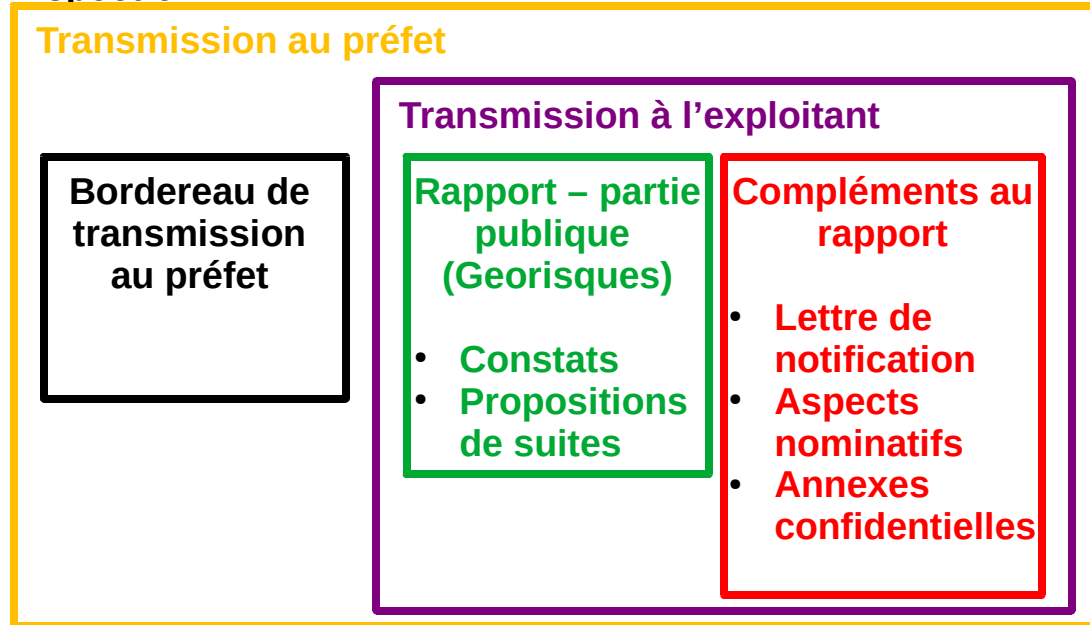 Transmission au préfet
Transmission à l’exploitant
Bordereau de
transmission
au préfet
Rapport – partie
publique
(Georisques)
• Constats
• Propositions
de suites
Compléments au
rapport
• Lettre de
notification
• Aspects
nominatifs
• Annexes
confidentielles